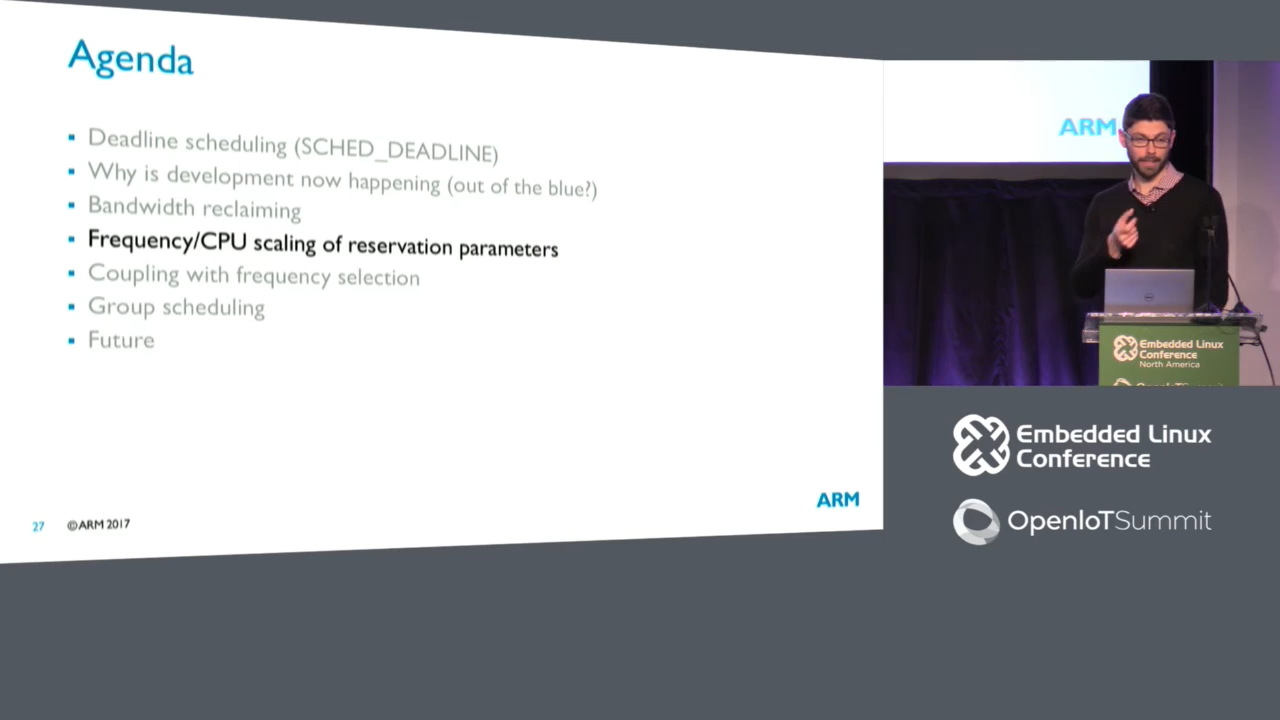 Agenda
Deadline scheduling (SCHED_DEADLINE)
Why is development now happening (out of the blue?)
Bandwidth reclaiming
Frequency/CPU scaling of reservation parameters
Coupling with frequency selection
Group scheduling
Future
ARM
27 ©ARM 2017
ARM
Embedded Linux
Conference
North America
OpenIoTSummit
Embedded Linux
Conference
OpenIoTSummit